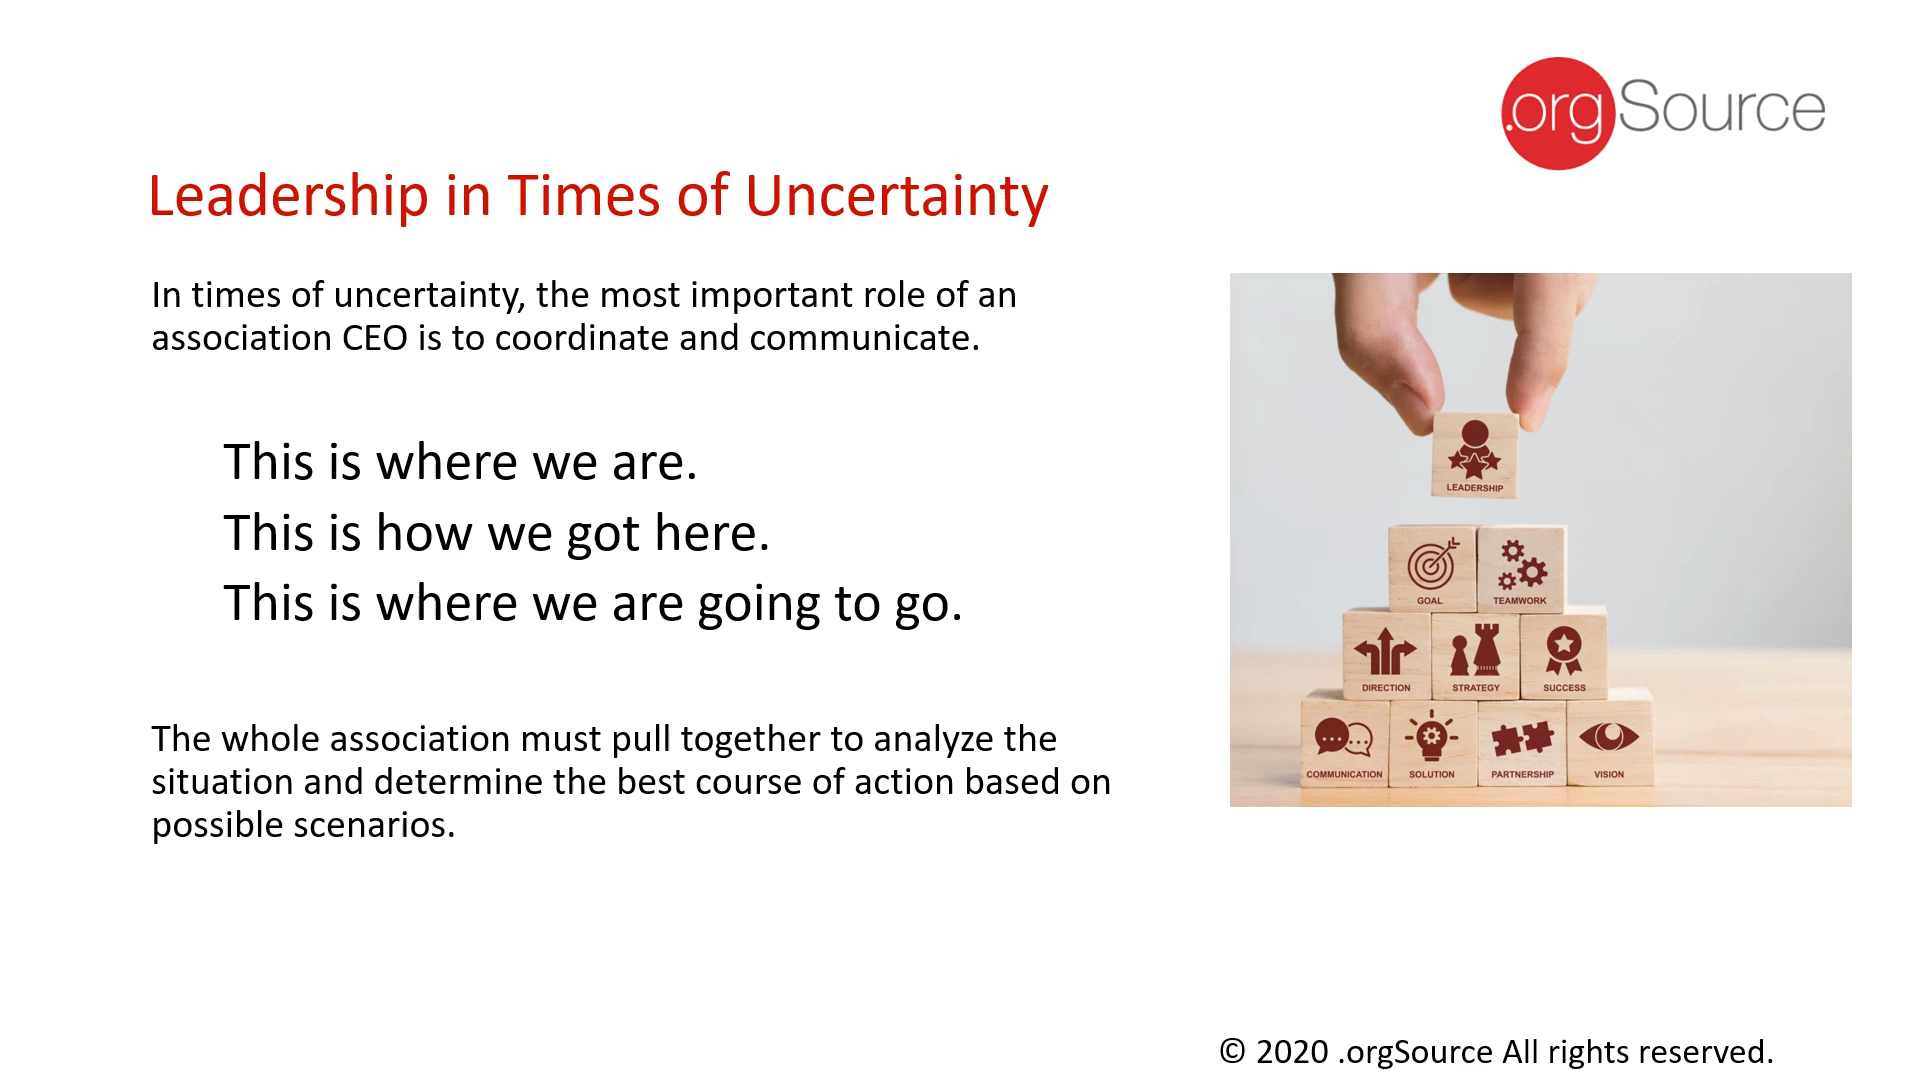 .orgSource
Leadership in Times of Uncertainty
In times of uncertainty, the most important role of an
association CEO is to coordinate and communicate.
This is where we are.
This is how we got here.
This is where we are going to go.
The whole association must pull together to analyze the
situation and determine the best course of action based on
possible scenarios.
LEADERSHIP
GOAL TEAMWORK
DIRECTION STRATEGY SUCCESS
COMMUNICATION SOLUTION PARTNERSHIP VISION
© 2020 .orgSource All rights reserved.